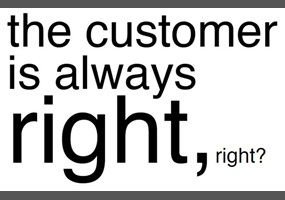 the customer
is always
right, right?